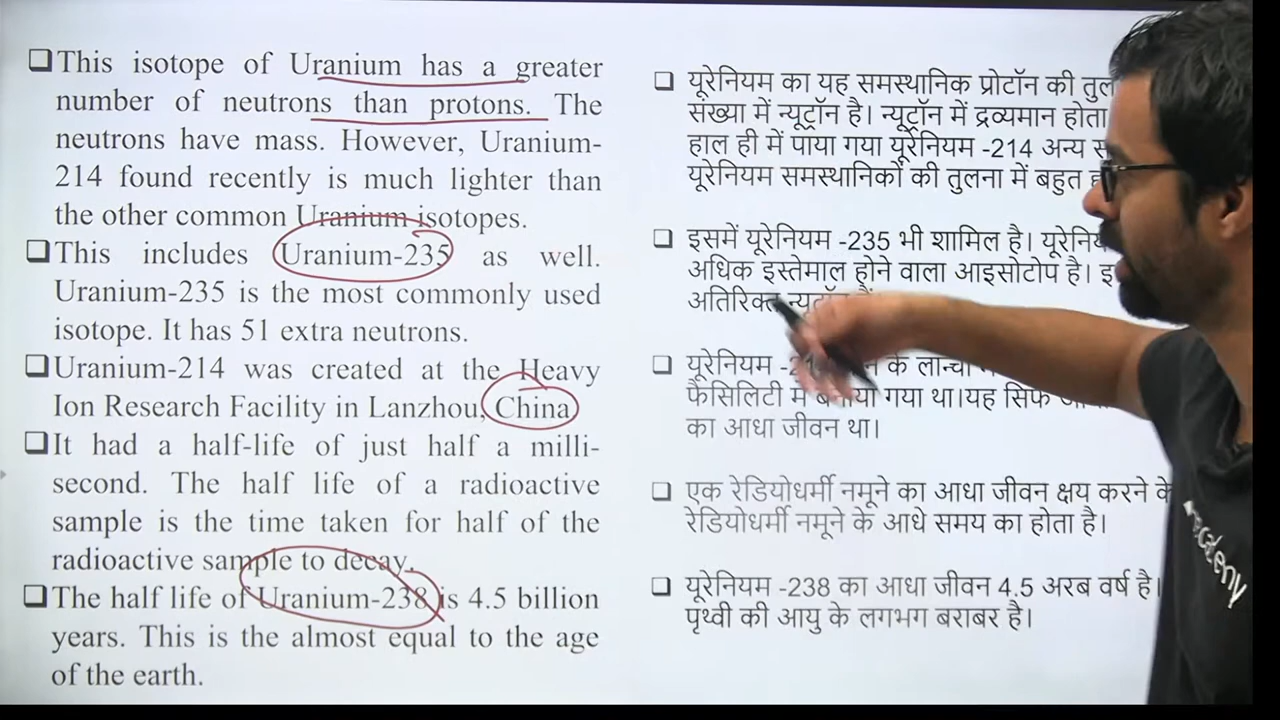 This isotope of Uranium has a greater
number of neutrons than protons. The
neutrons have mass. However, Uranium-
214 found recently is much lighter than
the other common Uranium isotopes.
This includes Uranium-235 as well.
Uranium-235 is the most commonly used
isotope. It has 51 extra neutrons.
Uranium-214 was created at the Heavy
Ion Research Facility in Lanzhou, China
It had a half-life of just half a milli-
second. The half life of a radioactive
sample is the time taken for half of the
radioactive sample to decay.
The half life of Uranium-238 is 4.5 billion
years. This is the almost equal to the age
of the earth.
यूरेनियम का यह समस्थानिक प्रोटॉन की
संख्या में न्यूट्रॉन है। न्यूट्रॉन में द्रव्यमान होता
हाल ही में पाया गया यूरेनियम -214 अन्य
यूरेनियम समस्थानिकों की तुलना में बहुत
इसमें यूरेनियम -235 भी शामिल है।
अधिक इस्तेमाल होने वाला आइसोटोप है।
अतिरिक्त
यूरेनियम के
फैसिलिटी में गया था।यह सिर्फ
का आधा जीवन था।
एक रेडियोधर्मी नमूने का आधा जीवन क्षय करने के
रेडियोधर्मी नमूने के आधे समय का होता है।
यूरेनियम -238 का आधा जीवन 4.5 अरब वर्ष है।
पृथ्वी की आयु के लगभग बराबर है।